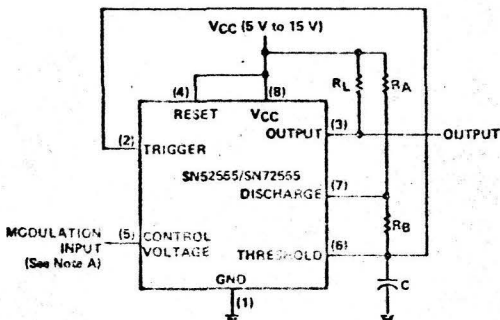 VCC (5 V to 15 V)
(4)
(8)
RESET
VCC
RL
RA
OUTPUT
(3)
OUTPUT
(2)
TRIGGER
SN52555/SN72555
DISCHARGE
(7)
RB
MODULATION
INPUT
(See Note A)
(5)
CONTROL
VOLTAGE
THRESHOLD
(6)
C
GND
(1)